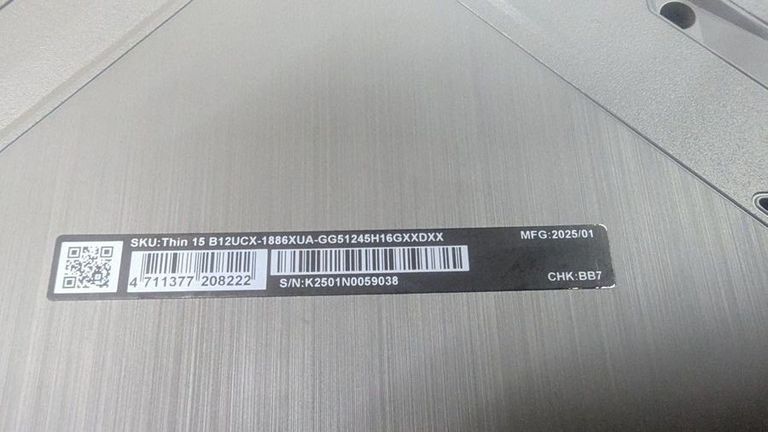 SKU:Thin 15 B12UCX-1886XUA-GG51245H16GXXDXX
MFG:2025/01
4 711377 208222
S/N:K2501N0059038
CHK:BB7